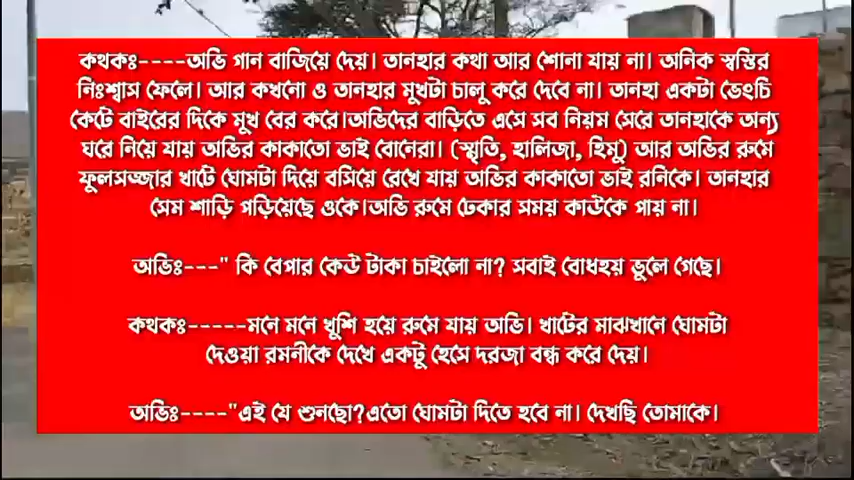 কথকঃ----অভি গান বাজিয়ে দেয়। তানহার কথা আর শোনা যায় না। অনিক স্বস্তির
নিঃশ্বাস ফেলে। আর কখনো ও তানহার মুখটা চালু করে দেবে না। তানহা একটা ভেংচি
কেটে বাইরের দিকে মুখ বের করে।অভিদের বাড়িতে এসে সব নিয়ম সেরে তানহাকে অন্য
ঘরে নিয়ে যায় অভির কাকাতো ভাই বোনেরা। (স্মৃতি, হালিজা, হিমু) আর অভির রুমে
ফুলসজ্জার খাটে ঘোমটা দিয়ে বসিয়ে রেখে যায় অভির কাকাতো ভাই রনিকে। তানহার
সেম শাড়ি পড়িয়েছে ওকে।অভি রুমে ঢেকার সময় কাউকে পায় না।
অভিঃ---" কি বেপার কেউ টাকা চাইলো না? সবাই বোধহয় ভুলে গেছে।
কথকঃ-----মনে মনে খুশি হয়ে রুমে যায় অভি। খাটের মাঝখানে ঘোমটা
দেওয়া রমনীকে দেখে একটু হেসে দরজা বন্ধ করে দেয়।
অভিঃ----"এই যে শুনছো?এতো ঘোমটা দিতে হবে না। দেখছি তোমাকে।